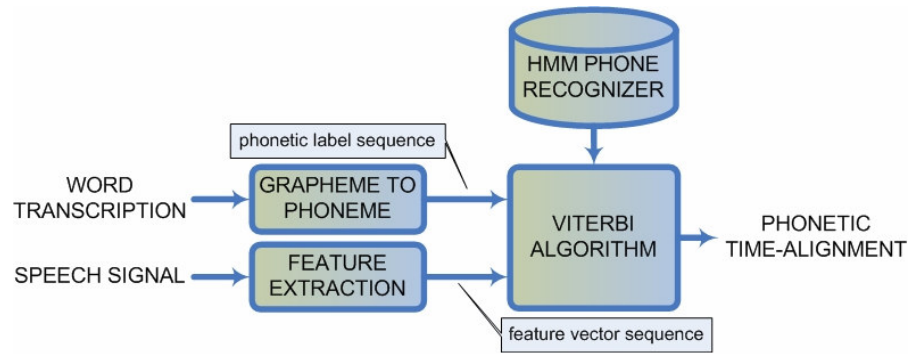 HMM PHONE
RECOGNIZER
phonetic label sequence
WORD
TRANSCRIPTION
GRAPHEME TO
PHONEME
VITERBI
ALGORITHM
PHONETIC
TIME-ALIGNMENT
SPEECH SIGNAL
FEATURE
EXTRACTION
feature vector sequence